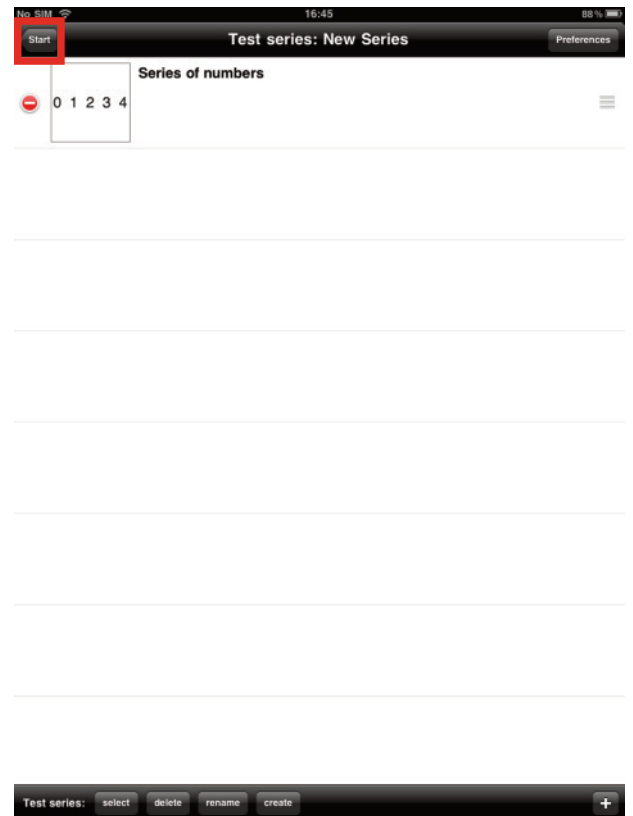 No SIM 16:45 88%
Start Test series: New Series Preferences
Series of numbers
0 1 2 3 4
Test series: select delete rename create +